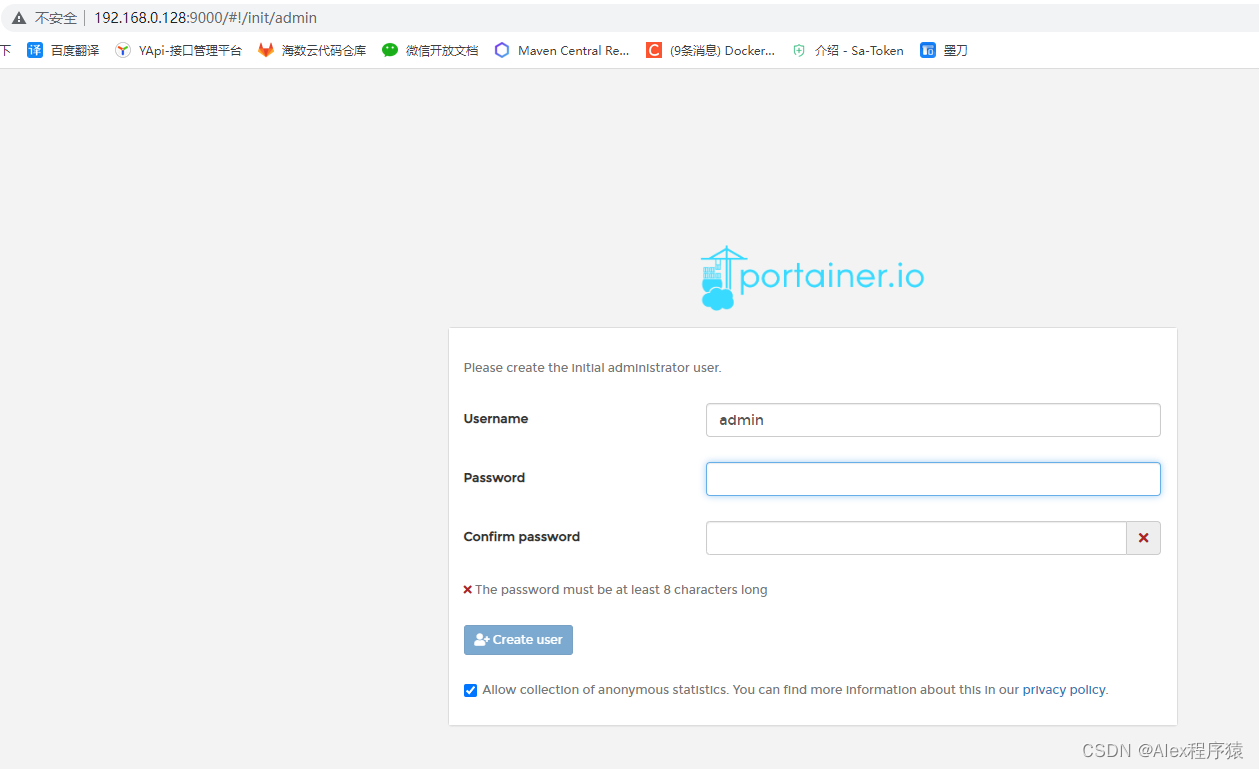 不安全 | 192.168.0.128:9000/#!/init/admin
下 译 百度翻译 YApi-接口管理平台 海数云代码仓库 微信开放文档 Maven Central Re... C (9条消息) Docker... 介绍 - Sa-Token 墨刀
portainer.io
Please create the initial administrator user.
Username admin
Password
Confirm password
The password must be at least 8 characters long
Create user
Allow collection of anonymous statistics. You can find more information about this in our privacy policy.
CSDN @Alex程序猿